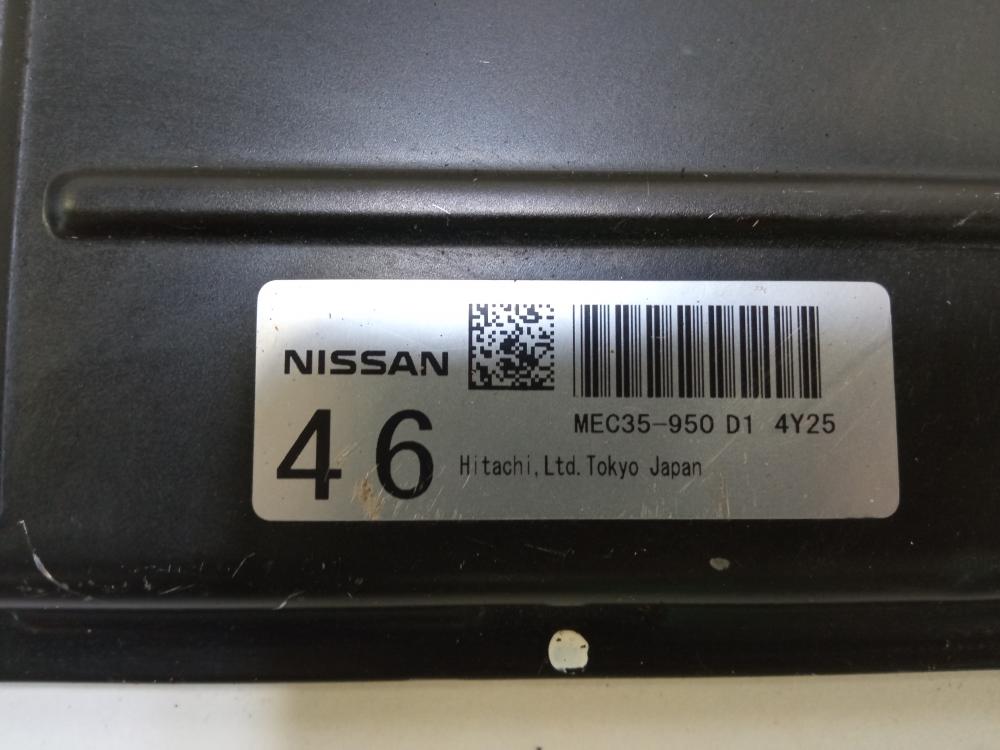 NISSAN
MEC35-950 D1 4Y25
46
Hitachi,Ltd.Tokyo Japan